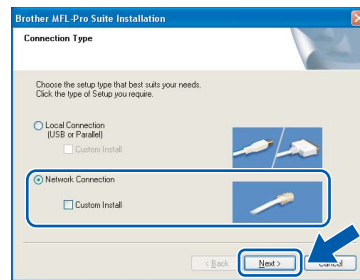 Brother MFL-Pro Suite Installation
Connection Type
Choose the setup type that best suits your needs.
Click the type of Setup you require.
Local Connection
(USB or Parallel)
Custom Install
Network Connection
Custom Install
< Back
Next >
Cancel